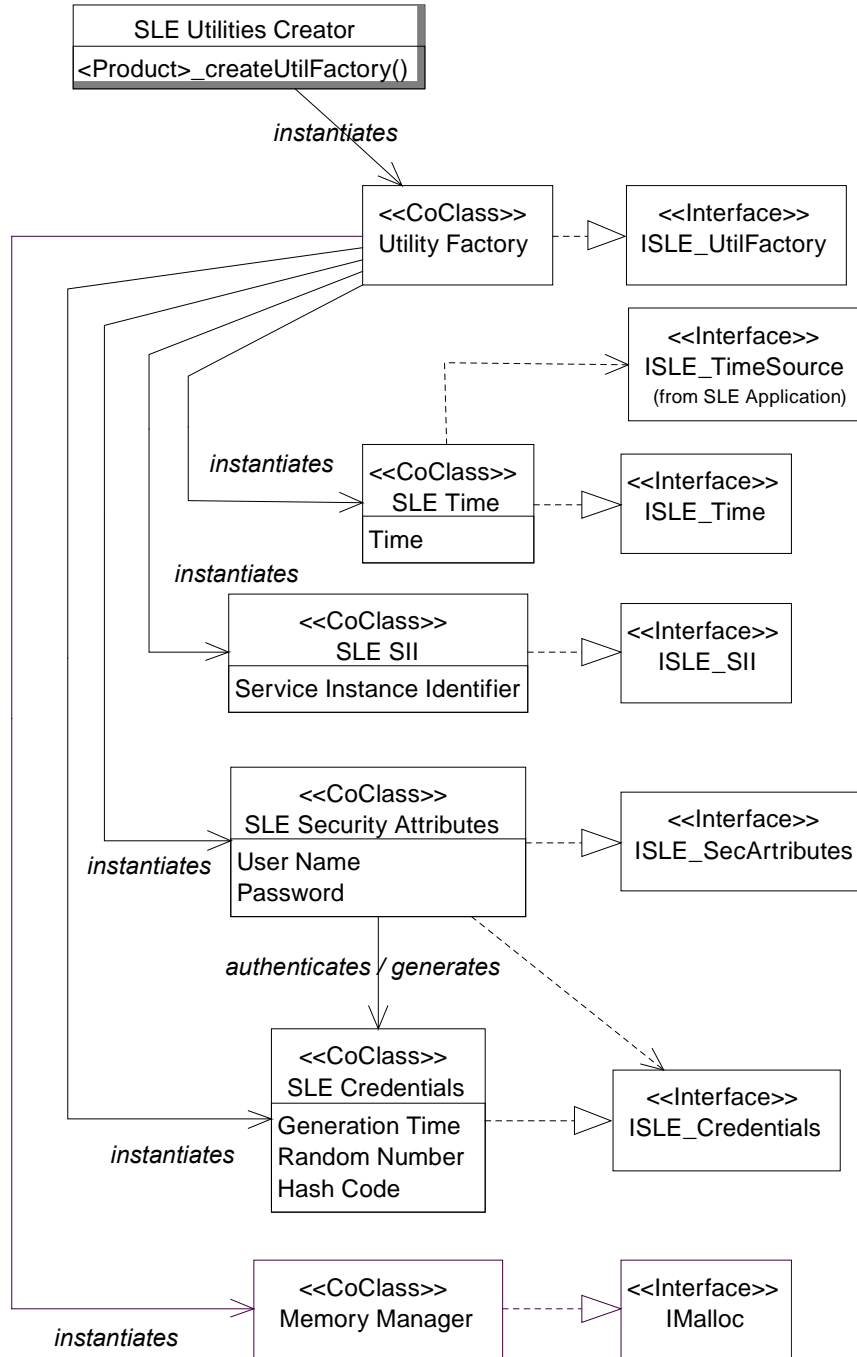 SLE Utilities Creator
<Product>_createUtilFactory()
instantiates
<<CoClass>>
Utility Factory
<<Interface>>
ISLE_UtilFactory
<<Interface>>
ISLE_TimeSource
(from SLE Application)
instantiates
<<CoClass>>
SLE Time
Time
<<Interface>>
ISLE_Time
instantiates
<<CoClass>>
SLE SII
Service Instance Identifier
<<Interface>>
ISLE_SII
<<CoClass>>
SLE Security Attributes
User Name
Password
<<Interface>>
ISLE_SecArtributes
instantiates
authenticates / generates
<<CoClass>>
SLE Credentials
Generation Time
Random Number
Hash Code
<<Interface>>
ISLE_Credentials
instantiates
<<CoClass>>
Memory Manager
<<Interface>>
IMalloc
instantiates